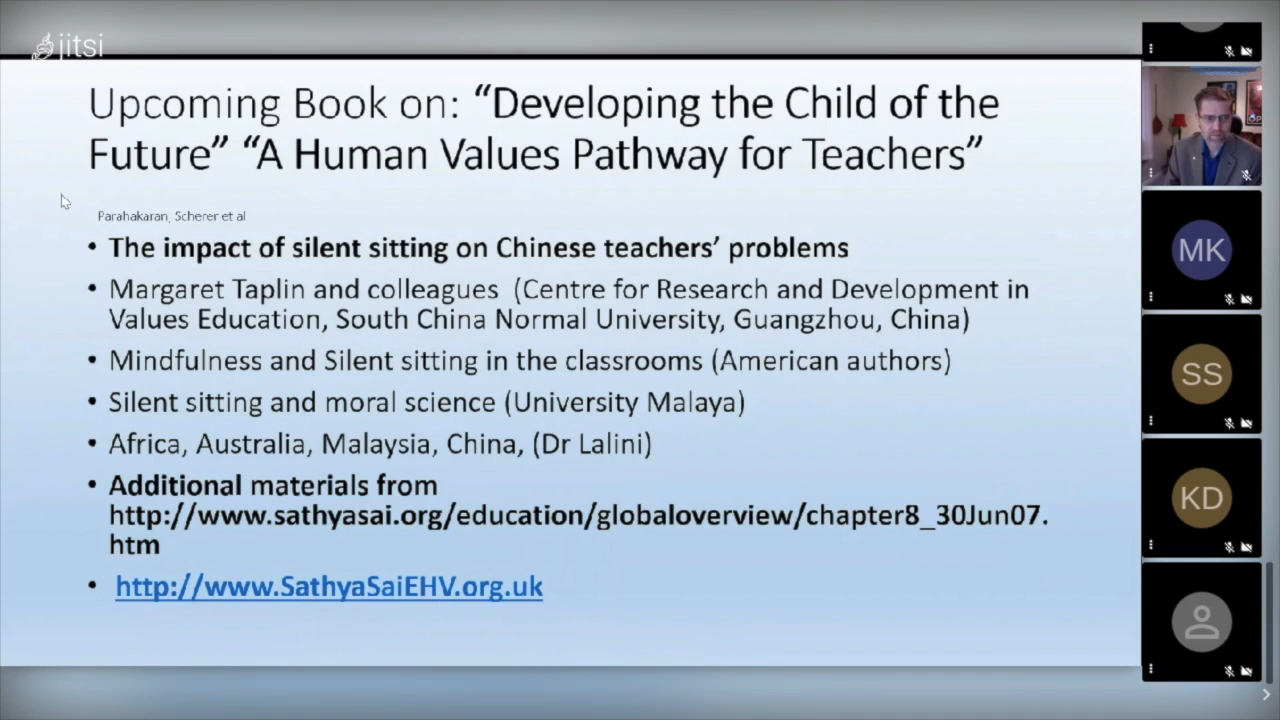 jitsi
Upcoming Book on: “Developing the Child of the
Future” “A Human Values Pathway for Teachers”
Parahakaran, Scherer et al
• The impact of silent sitting on Chinese teachers’ problems
• Margaret Taplin and colleagues (Centre for Research and Development in
Values Education, South China Normal University, Guangzhou, China)
• Mindfulness and Silent sitting in the classrooms (American authors)
• Silent sitting and moral science (University Malaya)
• Africa, Australia, Malaysia, China, (Dr Lalini)
• Additional materials from
http://www.sathyasai.org/education/globaloverview/chapter8_30Jun07.
htm
• http://www.SathyaSaiEHV.org.uk
MK
SS
KD